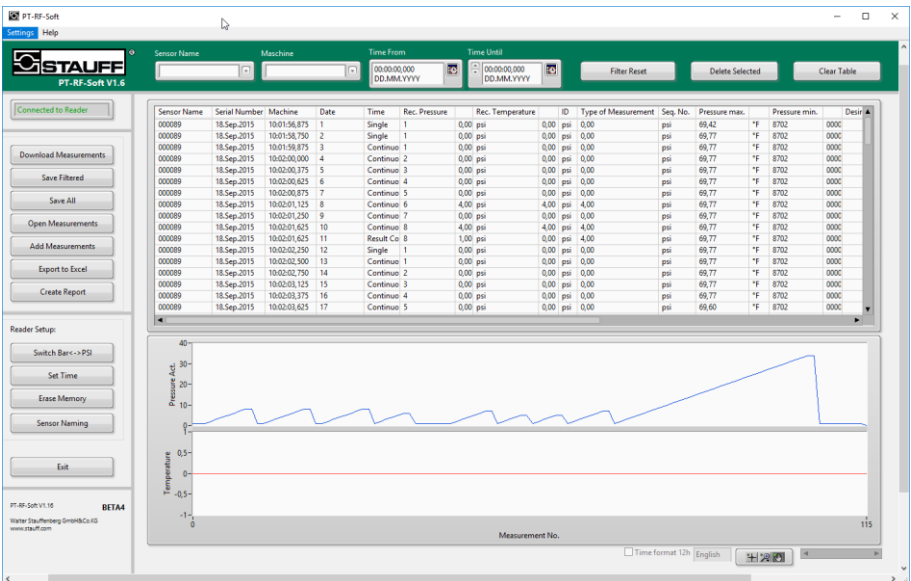 PT-RF-Soft
Settings Help
STAUFF
PT-RF-Soft V1.6
Sensor Name
Maschine
Time From
00:00:00,000
DD.MM.YYYY
Time Until
00:00:00,000
DD.MM.YYYY
Filter Reset
Delete Selected
Clear Table
Connected to Reader
Download Measurements
Save Filtered
Save All
Open Measurements
Add Measurements
Export to Excel
Create Report
Reader Setup:
Switch Bar<->PSI
Set Time
Erase Memory
Sensor Naming
Exit
PT-RF-Soft V1.16 BETA4
Walter Stauffenberg GmbH&Co.KG
www.stauff.com
Sensor Name Serial Number Machine Date Time Rec. Pressure Rec. Temperature ID Type of Measurement Seq. No. Pressure max. Pressure min. Desir
000089 18.Sep.2015 10:01:56,875 1 Single 1 0,00 psi 0,00 psi 0,00 psi 69,42 °F 8702 0000
000089 18.Sep.2015 10:01:58,750 2 Single 1 0,00 psi 0,00 psi 0,00 psi 69,77 °F 8702 0000
000089 18.Sep.2015 10:01:59,875 3 Continuo 1 0,00 psi 0,00 psi 0,00 psi 69,77 °F 8702 0000
000089 18.Sep.2015 10:02:00,000 4 Continuo 2 0,00 psi 0,00 psi 0,00 psi 69,77 °F 8702 0000
000089 18.Sep.2015 10:02:00,375 5 Continuo 3 0,00 psi 0,00 psi 0,00 psi 69,77 °F 8702 0000
000089 18.Sep.2015 10:02:00,625 6 Continuo 4 0,00 psi 0,00 psi 0,00 psi 69,77 °F 8702 0000
000089 18.Sep.2015 10:02:00,875 7 Continuo 5 0,00 psi 0,00 psi 0,00 psi 69,77 °F 8702 0000
000089 18.Sep.2015 10:02:01,125 8 Continuo 6 4,00 psi 4,00 psi 4,00 psi 69,77 °F 8702 0000
000089 18.Sep.2015 10:02:01,250 9 Continuo 7 0,00 psi 0,00 psi 0,00 psi 69,77 °F 8702 0000
000089 18.Sep.2015 10:02:01,625 10 Continuo 8 4,00 psi 4,00 psi 4,00 psi 69,77 °F 8702 0000
000089 18.Sep.2015 10:02:01,625 11 Result Co 8 1,00 psi 0,00 psi 4,00 psi 69,77 °F 8702 0000
000089 18.Sep.2015 10:02:02,250 12 Single 1 0,00 psi 0,00 psi 0,00 psi 69,77 °F 8702 0000
000089 18.Sep.2015 10:02:02,500 13 Continuo 1 0,00 psi 0,00 psi 0,00 psi 69,77 °F 8702 0000
000089 18.Sep.2015 10:02:02,750 14 Continuo 2 0,00 psi 0,00 psi 0,00 psi 69,77 °F 8702 0000
000089 18.Sep.2015 10:02:03,125 15 Continuo 3 0,00 psi 0,00 psi 0,00 psi 69,77 °F 8702 0000
000089 18.Sep.2015 10:02:03,375 16 Continuo 4 0,00 psi 0,00 psi 0,00 psi 69,77 °F 8702 0000
000089 18.Sep.2015 10:02:03,625 17 Continuo 5 0,00 psi 0,00 psi 0,00 psi 69,60 °F 8702 0000
Pressure Act.
40
30
20
10
0
Temperature
1
0,5
0
-0,5
-1
0 115
Measurement No.
Time format 12h English